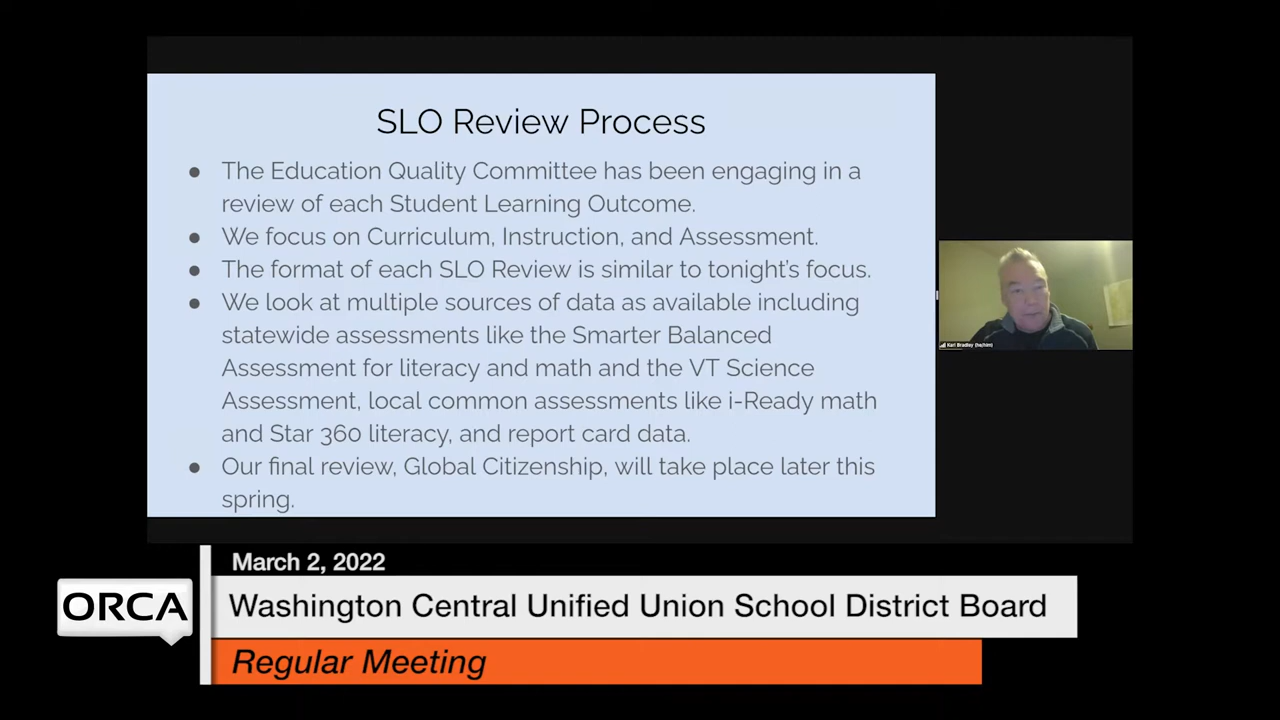 SLO Review Process
● The Education Quality Committee has been engaging in a
review of each Student Learning Outcome.
● We focus on Curriculum, Instruction, and Assessment.
● The format of each SLO Review is similar to tonight's focus.
● We look at multiple sources of data as available including
statewide assessments like the Smarter Balanced
Assessment for literacy and math and the VT Science
Assessment, local common assessments like i-Ready math
and Star 360 literacy, and report card data.
● Our final review, Global Citizenship, will take place later this
spring.
Kari Bradley (he/him)
March 2, 2022
ORCA
Washington Central Unified Union School District Board
Regular Meeting